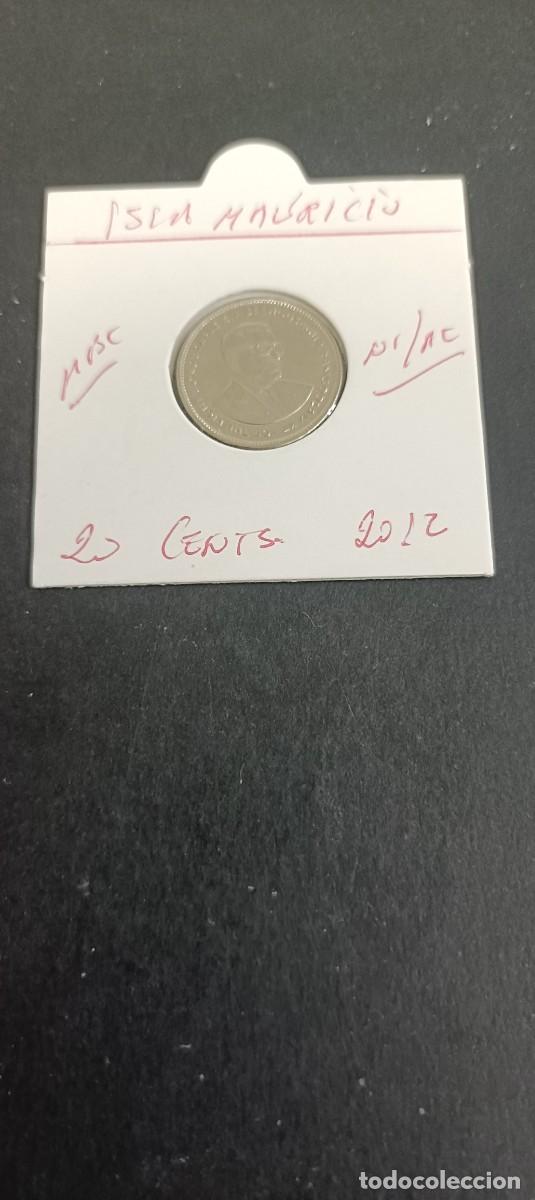 ISLA MAURICIO
MBC
NI/AC
20 CENTS. 2012
todocoleccion